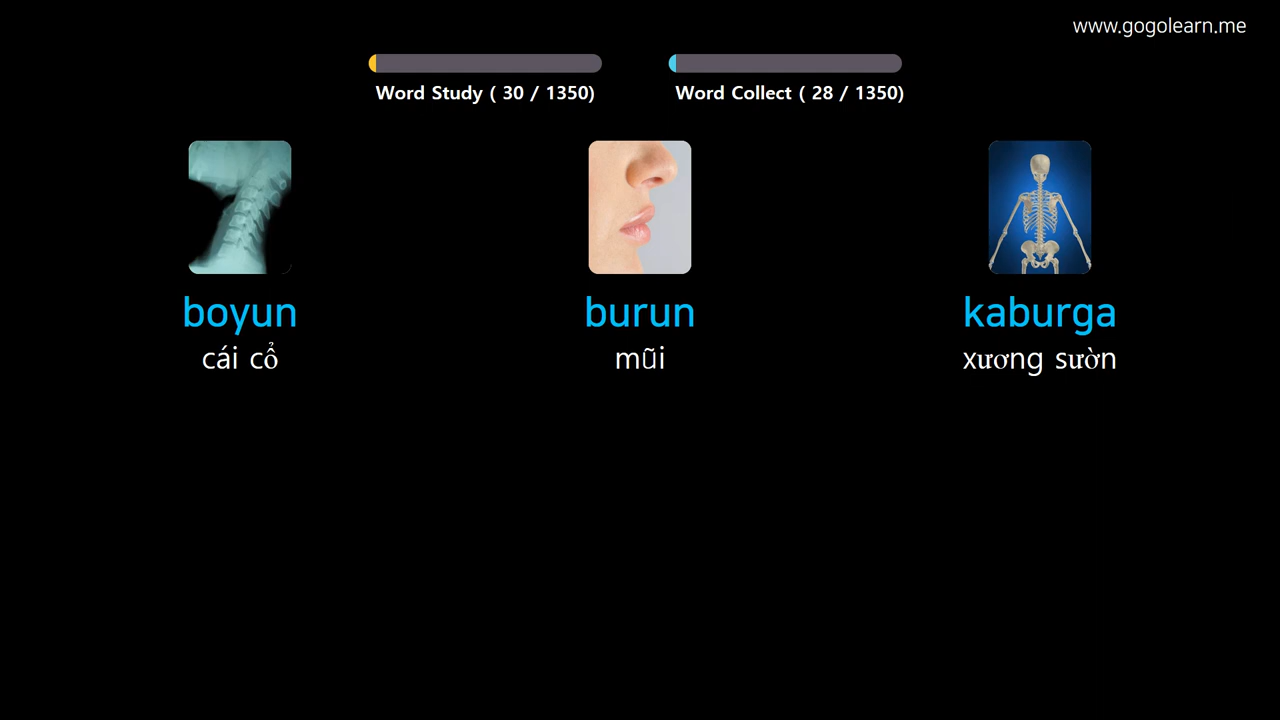 www.gogolearn.me
Word Study ( 30 / 1350)
Word Collect ( 28 / 1350)
boyun
burun
kaburga
cái cổ
mũi
xương sườn